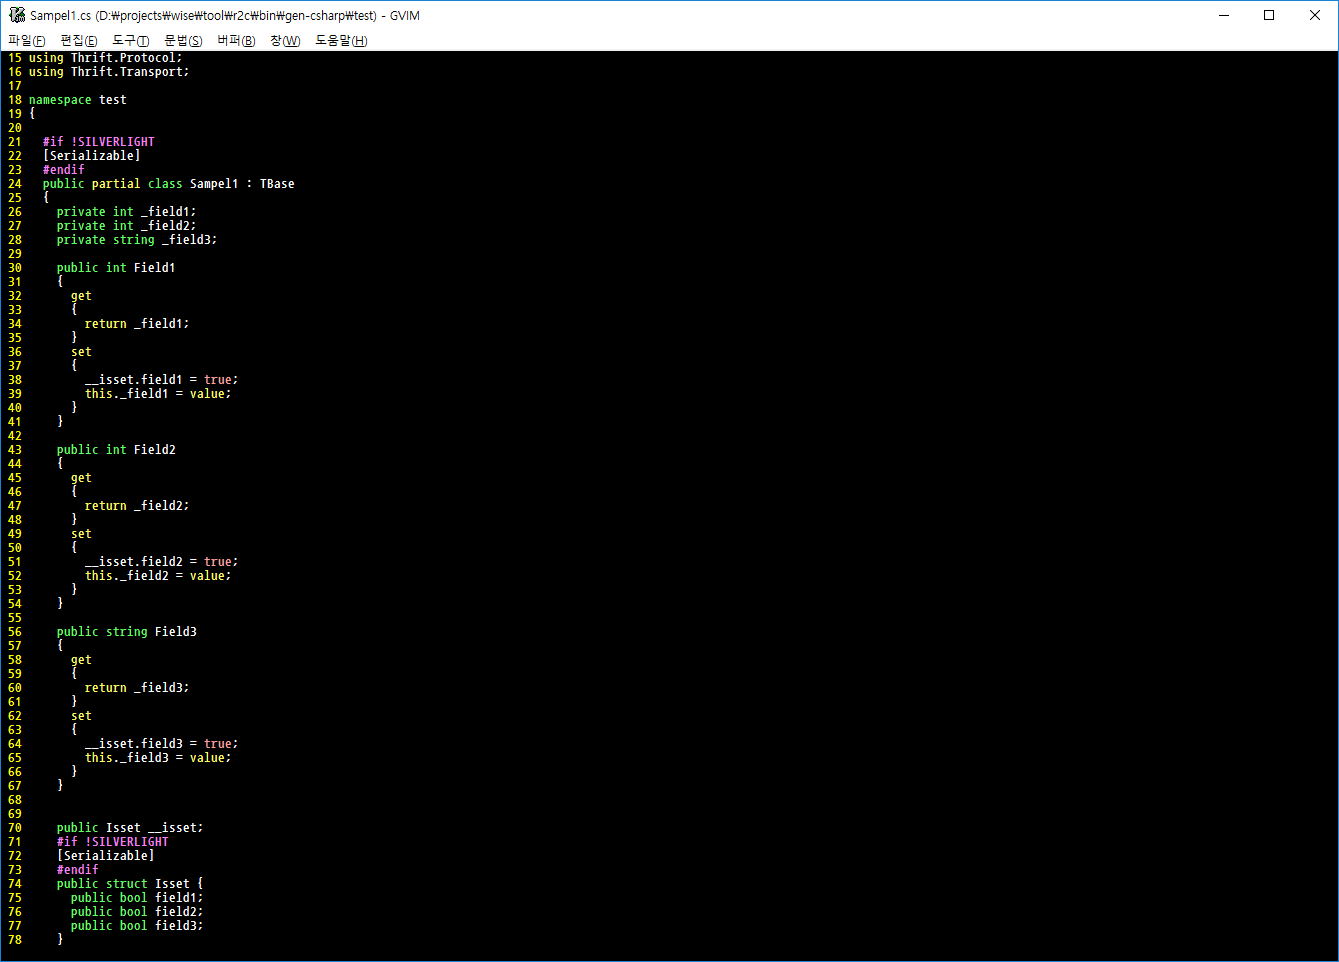 Sampel1.cs (D:₩projects₩wise₩tool₩r2c₩bin₩gen-csharp₩test) - GVIM
파일(F) 편집(E) 도구(T) 문법(S) 버퍼(B) 창(W) 도움말(H)
15 using Thrift.Protocol;
16 using Thrift.Transport;
17
18 namespace test
19 {
20
21   #if !SILVERLIGHT
22   [Serializable]
23   #endif
24   public partial class Sampel1 : TBase
25   {
26     private int _field1;
27     private int _field2;
28     private string _field3;
29
30     public int Field1
31     {
32       get
33       {
34         return _field1;
35       }
36       set
37       {
38         __isset.field1 = true;
39         this._field1 = value;
40       }
41     }
42
43     public int Field2
44     {
45       get
46       {
47         return _field2;
48       }
49       set
50       {
51         __isset.field2 = true;
52         this._field2 = value;
53       }
54     }
55
56     public string Field3
57     {
58       get
59       {
60         return _field3;
61       }
62       set
63       {
64         __isset.field3 = true;
65         this._field3 = value;
66       }
67     }
68
69
70     public Isset __isset;
71     #if !SILVERLIGHT
72     [Serializable]
73     #endif
74     public struct Isset {
75       public bool field1;
76       public bool field2;
77       public bool field3;
78     }